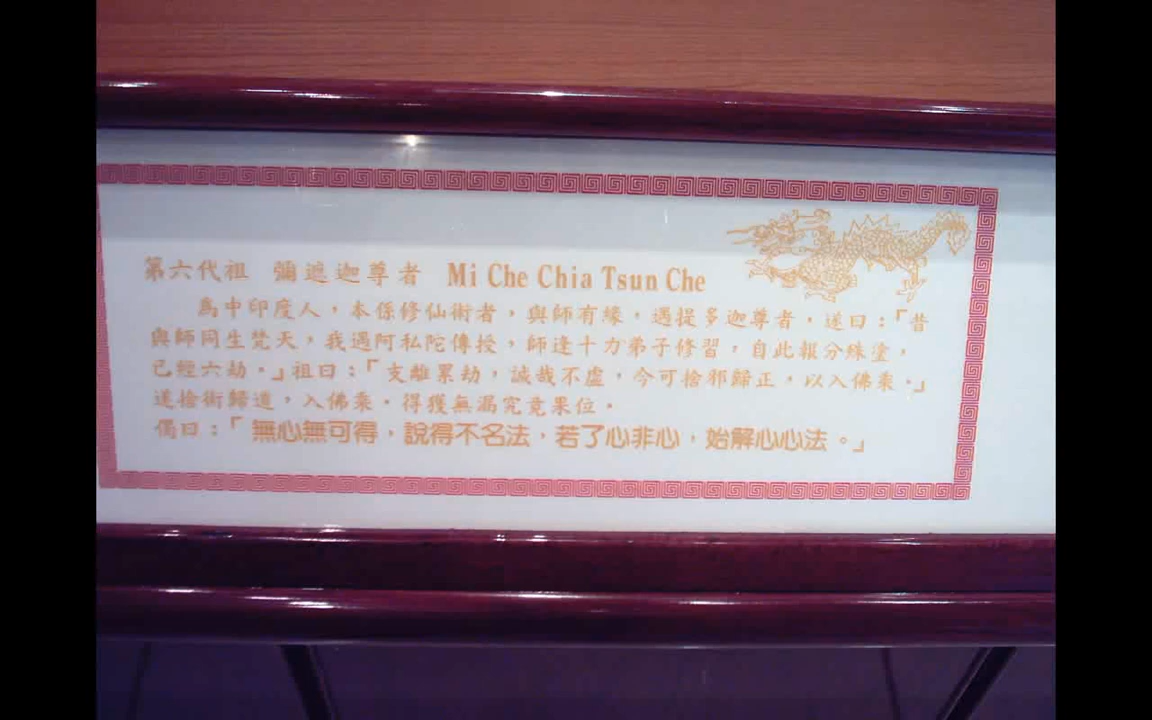 第六代祖 彌遮迦尊者 Mi Che Chia Tsun Che
為中印度人，本係修仙術者，與師有緣，遇提多迦尊者，遂曰：「昔
與師同生梵天，我遇阿私陀傳授，師逢十力弟子修習，自此報分殊塗，
已經六劫。」祖曰：「支離累劫，誠哉不虛，今可捨邪歸正，以入佛乘。」
遂捨術歸道，入佛乘。得獲無漏究竟果位。
偈曰：「無心無可得，說得不名法，若了心非心，始解心心法。」